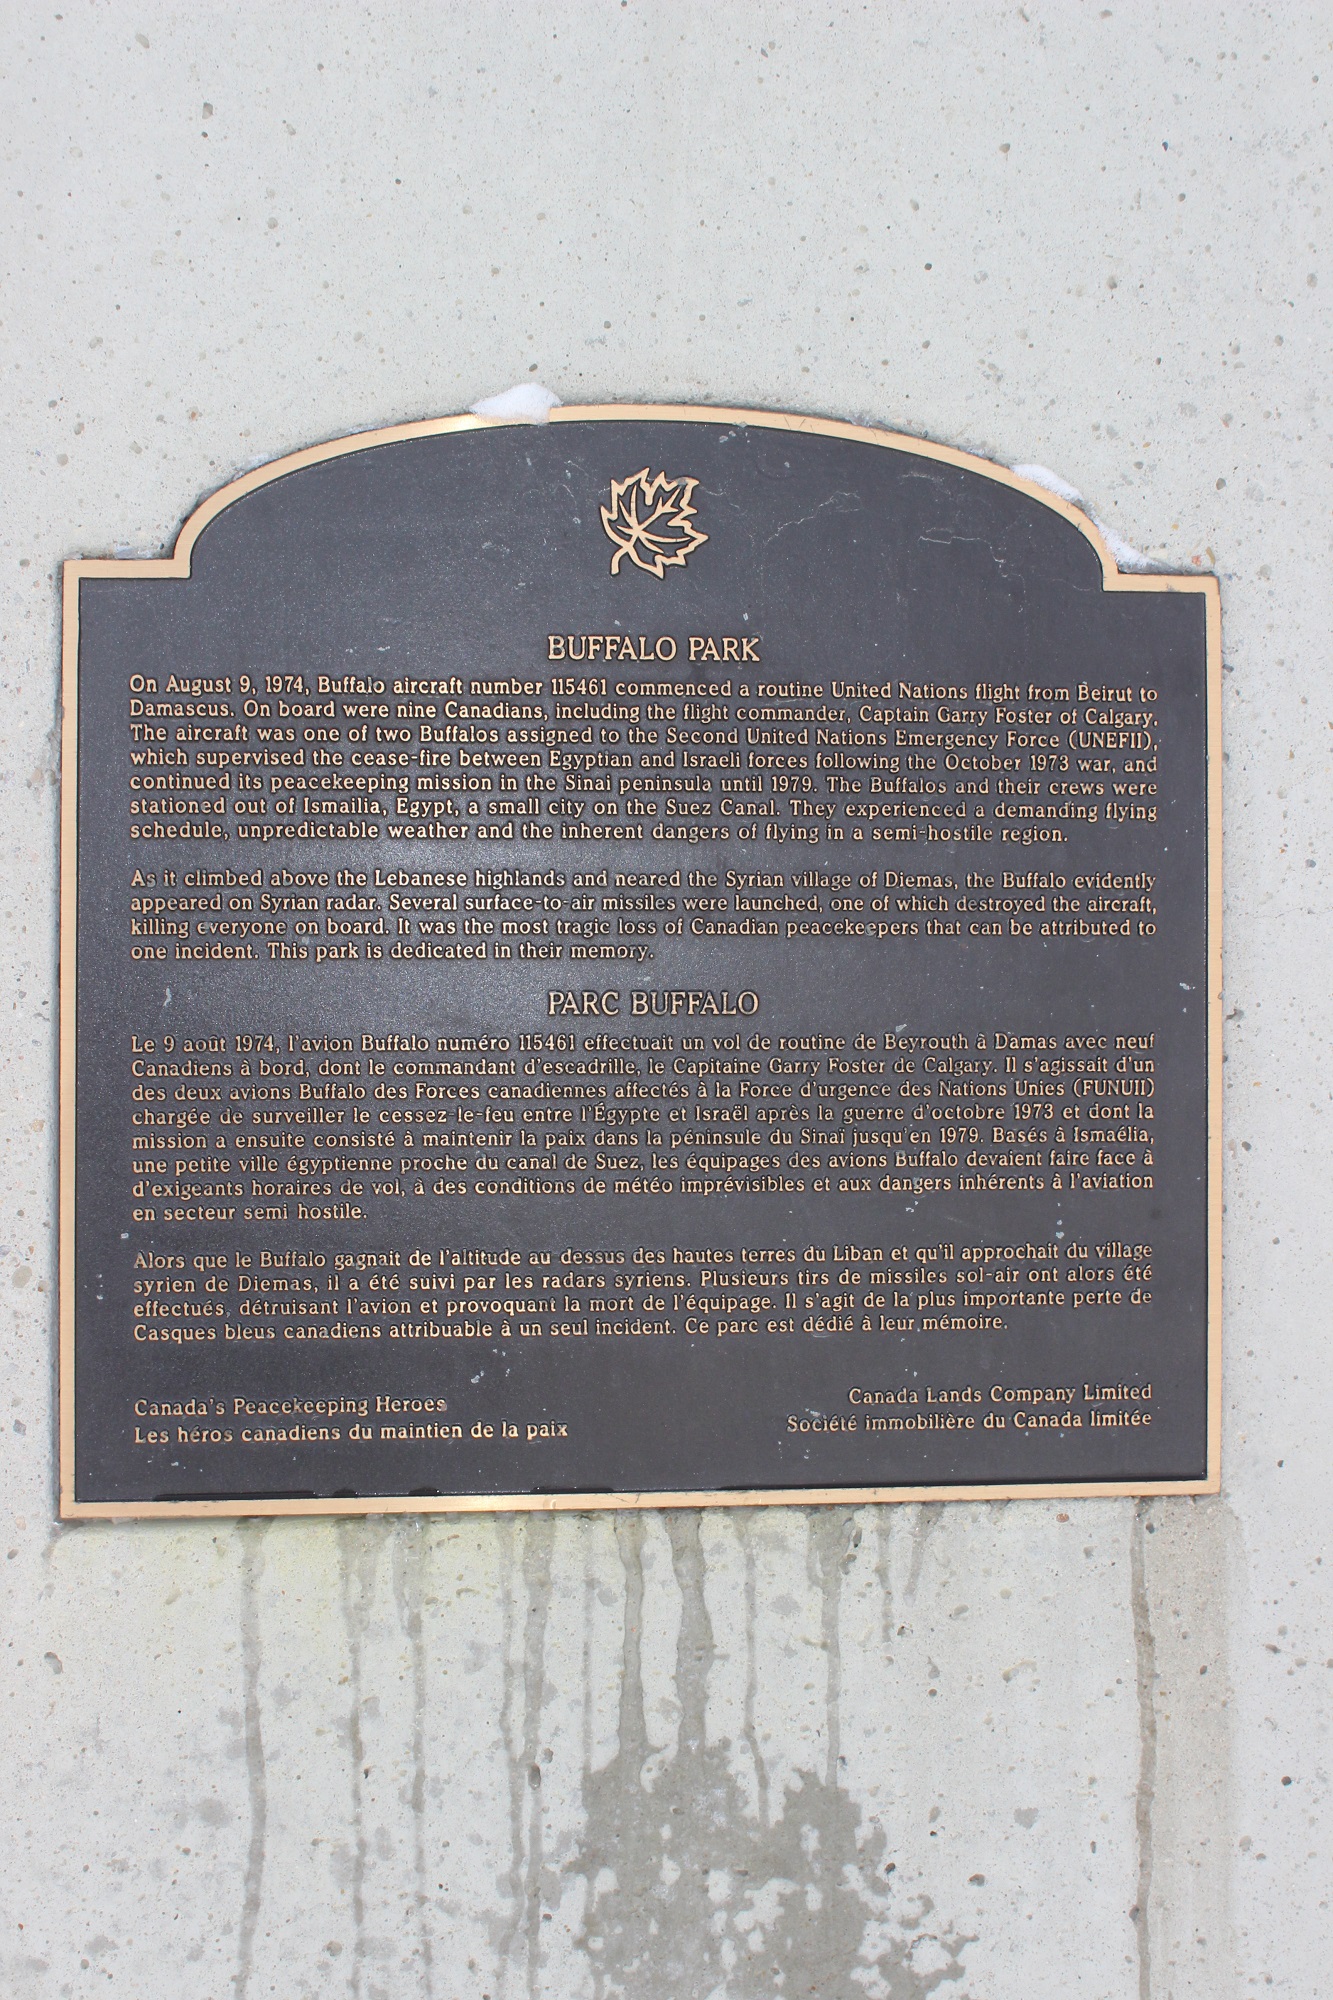 BUFFALO PARK
On August 9, 1974, Buffalo aircraft number 115461 commenced a routine United Nations flight from Beirut to
Damascus. On board were nine Canadians, including the flight commander, Captain Garry Foster of Calgary.
The aircraft was one of two Buffalos assigned to the Second United Nations Emergency Force (UNEFII),
which supervised the cease-fire between Egyptian and Israeli forces following the October 1973 war, and
continued its peacekeeping mission in the Sinai peninsula until 1979. The Buffalos and their crews were
stationed out of Ismailia, Egypt, a small city on the Suez Canal. They experienced a demanding flying
schedule, unpredictable weather and the inherent dangers of flying in a semi-hostile region.
As it climbed above the Lebanese highlands and neared the Syrian village of Diemas, the Buffalo evidently
appeared on Syrian radar. Several surface-to-air missiles were launched, one of which destroyed the aircraft,
killing everyone on board. It was the most tragic loss of Canadian peacekeepers that can be attributed to
one incident. This park is dedicated in their memory.
PARC BUFFALO
Le 9 août 1974, l'avion Buffalo numéro 115461 effectuait un vol de routine de Beyrouth à Damas avec neuf
Canadiens à bord, dont le commandant d'escadrille, le Capitaine Garry Foster de Calgary. Il s'agissait d'un
des deux avions Buffalo des Forces canadiennes affectés à la Force d'urgence des Nations Unies (FUNUII)
chargée de surveiller le cessez-le-feu entre l'Égypte et Israël après la guerre d'octobre 1973 et dont la
mission a ensuite consisté à maintenir la paix dans la péninsule du Sinaï jusqu'en 1979. Basés à Ismaélia,
une petite ville égyptienne proche du canal de Suez, les équipages des avions Buffalo devaient faire face à
d'exigeants horaires de vol, à des conditions de météo imprévisibles et aux dangers inhérents à l'aviation
en secteur semi hostile.
Alors que le Buffalo gagnait de l'altitude au dessus des hautes terres du Liban et qu'il approchait du village
syrien de Diemas, il a été suivi par les radars syriens. Plusieurs tirs de missiles sol-air ont alors été
effectués, détruisant l'avion et provoquant la mort de l'équipage. Il s'agit de la plus importante perte de
Casques bleus canadiens attribuable à un seul incident. Ce parc est dédié à leur mémoire.
Canada's Peacekeeping Heroes
Les héros canadiens du maintien de la paix
Canada Lands Company Limited
Société immobilière du Canada limitée